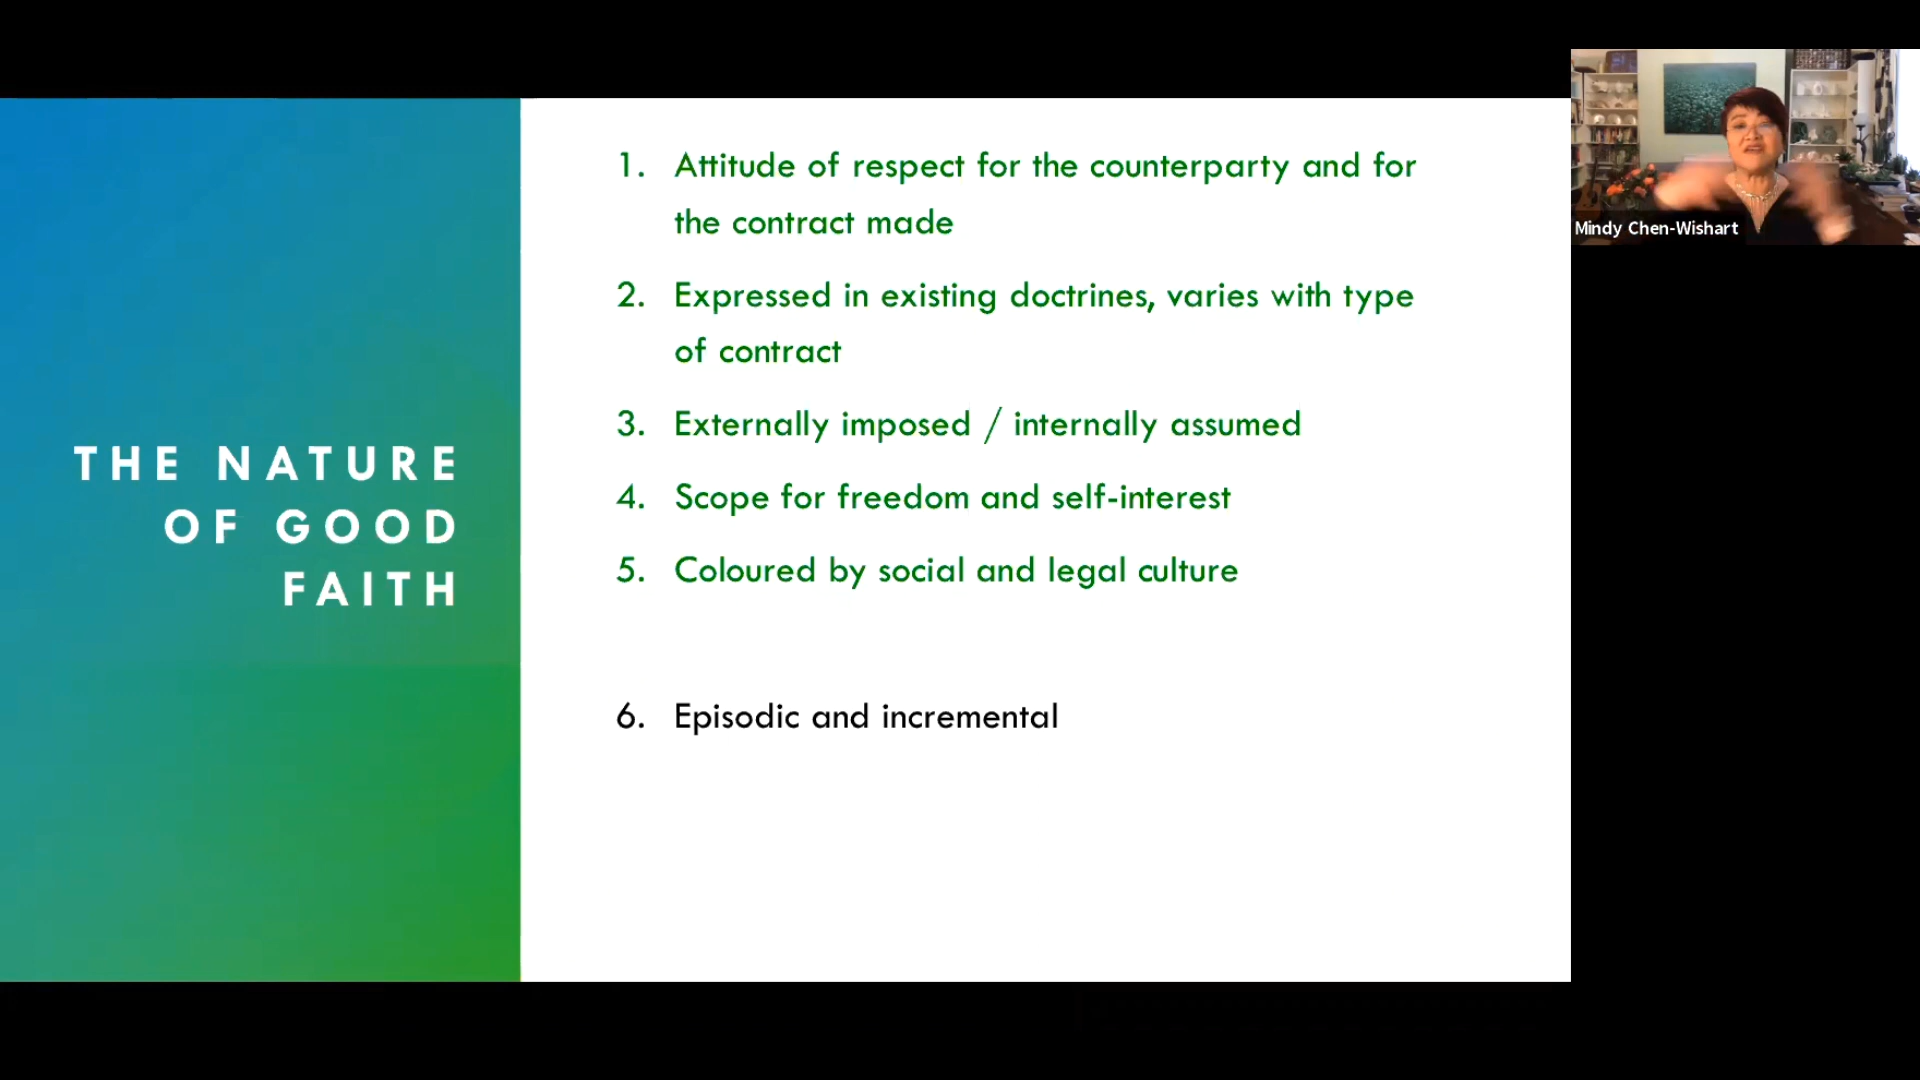 THE NATURE
OF GOOD
FAITH
1. Attitude of respect for the counterparty and for
the contract made
2. Expressed in existing doctrines, varies with type
of contract
3. Externally imposed / internally assumed
4. Scope for freedom and self-interest
5. Coloured by social and legal culture
6. Episodic and incremental
Mindy Chen-Wishart